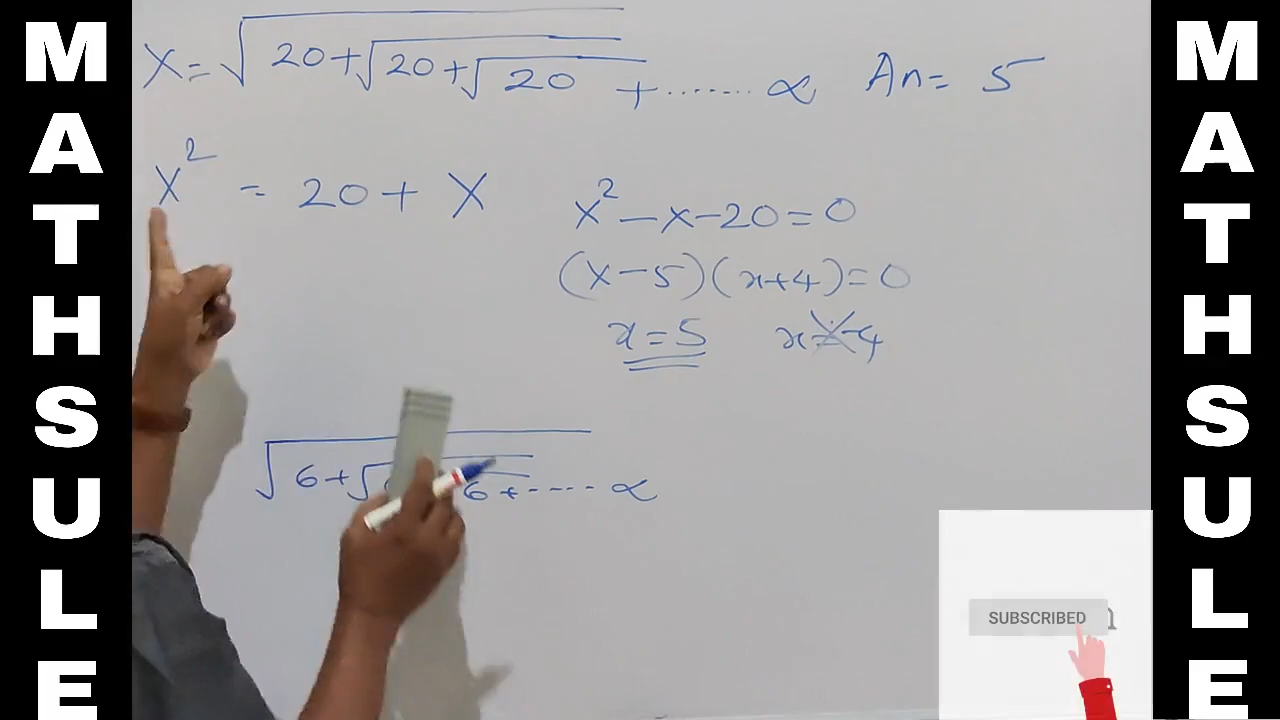 MATHSULE
x = √20+√20+√20 +....... ∝ An = 5
x² = 20 + x
x² - x - 20 = 0
(x - 5)(x + 4) = 0
x = 5 x = -4
√6+√ 6+---- ∝
SUBSCRIBED
MATHSULE